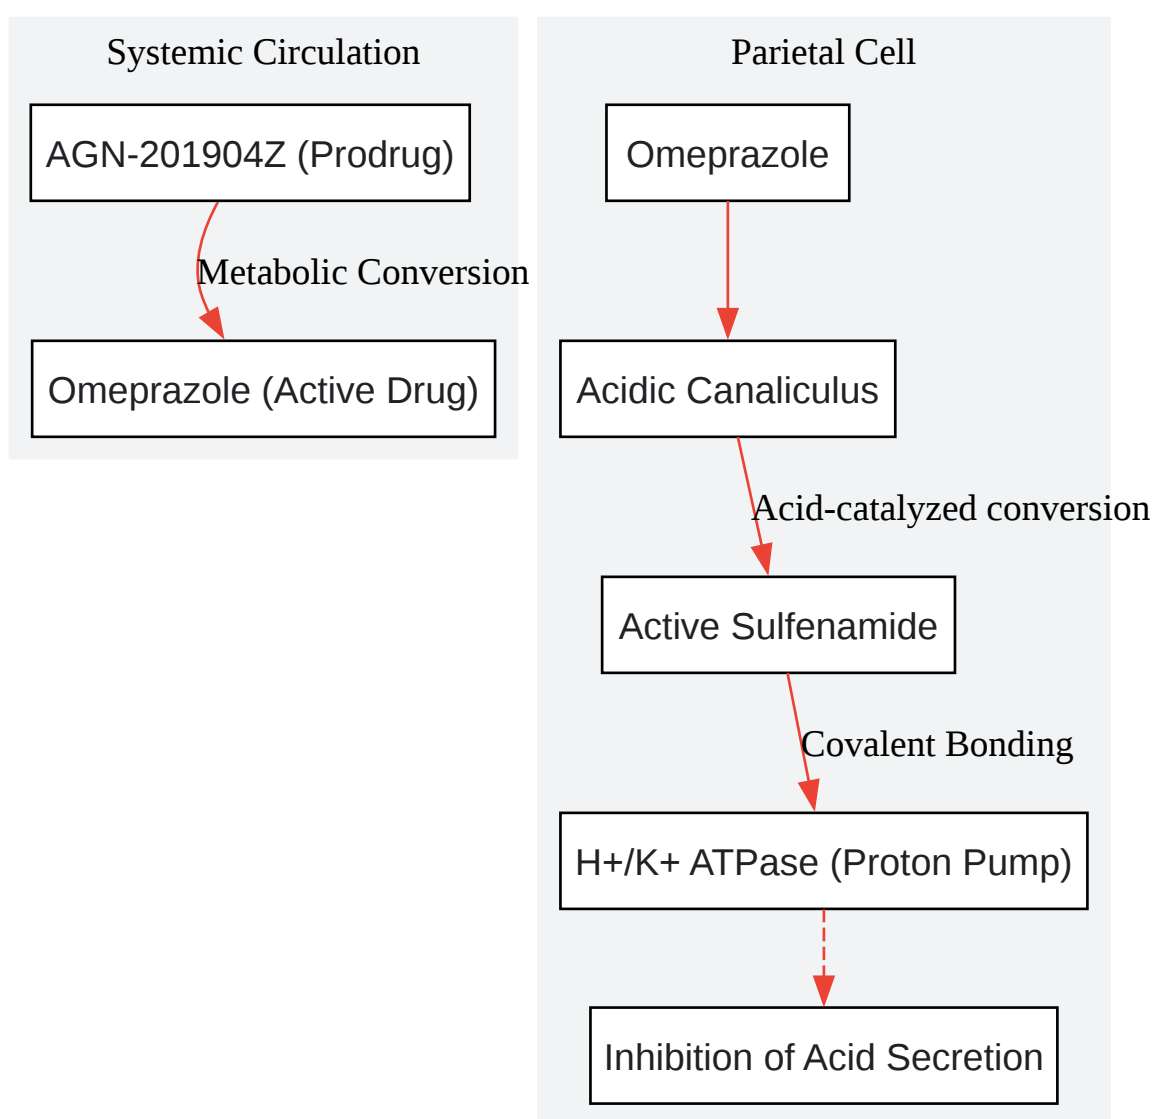 Systemic Circulation
AGN-201904Z (Prodrug)
Metabolic Conversion
Omeprazole (Active Drug)
Parietal Cell
Omeprazole
Acidic Canaliculus
Acid-catalyzed conversion
Active Sulfenamide
Covalent Bonding
H+/K+ ATPase (Proton Pump)
Inhibition of Acid Secretion